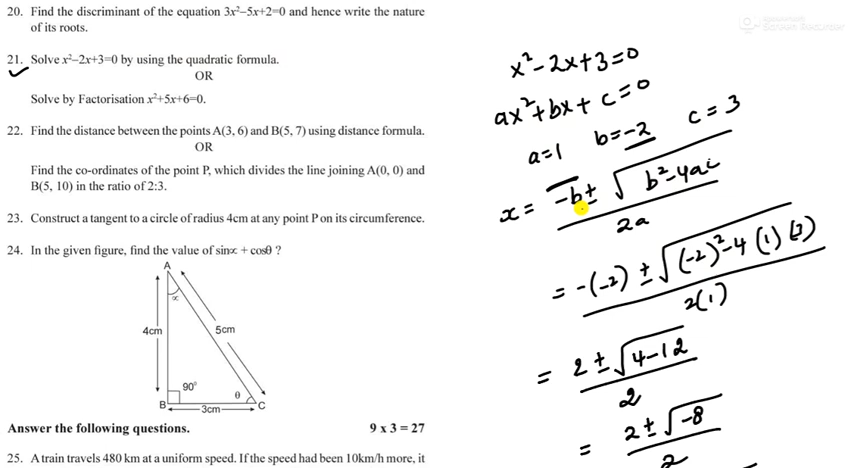 20. Find the discriminant of the equation 3x²–5x+2=0 and hence write the nature
of its roots.
21. Solve x²–2x+3=0 by using the quadratic formula.
OR
Solve by Factorisation x²+5x+6=0.
22. Find the distance between the points A(3, 6) and B(5, 7) using distance formula.
OR
Find the co-ordinates of the point P, which divides the line joining A(0, 0) and
B(5, 10) in the ratio of 2:3.
23. Construct a tangent to a circle of radius 4cm at any point P on its circumference.
24. In the given figure, find the value of sin∝ + cosθ ?
A
∝
4cm
5cm
90°
θ
B
3cm
C
Answer the following questions. 9 x 3 = 27
25. A train travels 480 km at a uniform speed. If the speed had been 10km/h more, it
x²-2x+3=0
ax²+bx+c=0
a=1 b=-2 c=3
x = -b ± √b²-4ac
2a
= -(-2) ± √(-2)²-4(1)(3)
2(1)
= 2 ± √4-12
2
= 2 ± √-8
2